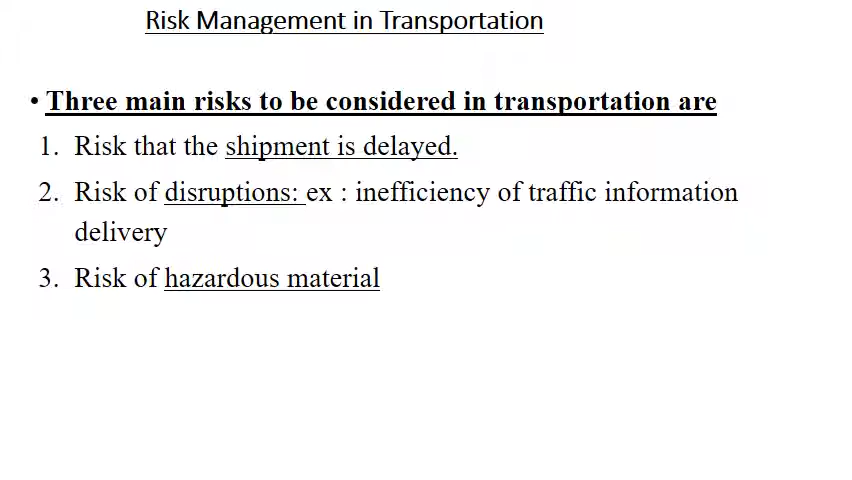 Risk Management in Transportation
• Three main risks to be considered in transportation are
1. Risk that the shipment is delayed.
2. Risk of disruptions: ex : inefficiency of traffic information
delivery
3. Risk of hazardous material